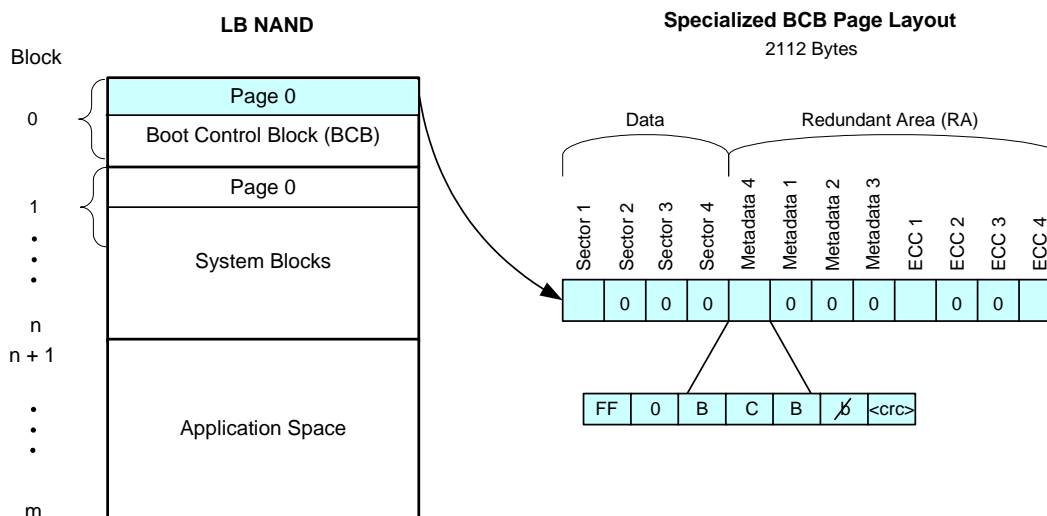 LB NAND
Block
0
1
n
n + 1
m
Page 0
Boot Control Block (BCB)
Page 0
System Blocks
Application Space
Specialized BCB Page Layout
2112 Bytes
Data
Redundant Area (RA)
Sector 1
Sector 2
Sector 3
Sector 4
Metadata 4
Metadata 1
Metadata 2
Metadata 3
ECC 1
ECC 2
ECC 3
ECC 4
0 0 0 0 0 0 0 0
FF 0 B C B b̸ <crc>